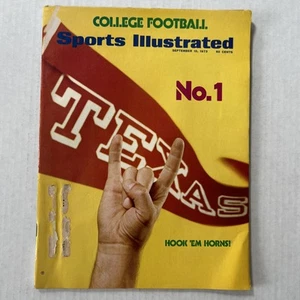 COLLEGE FOOTBALL
Sports Illustrated
No.1
TEXAS
HOOK 'EM HORNS!